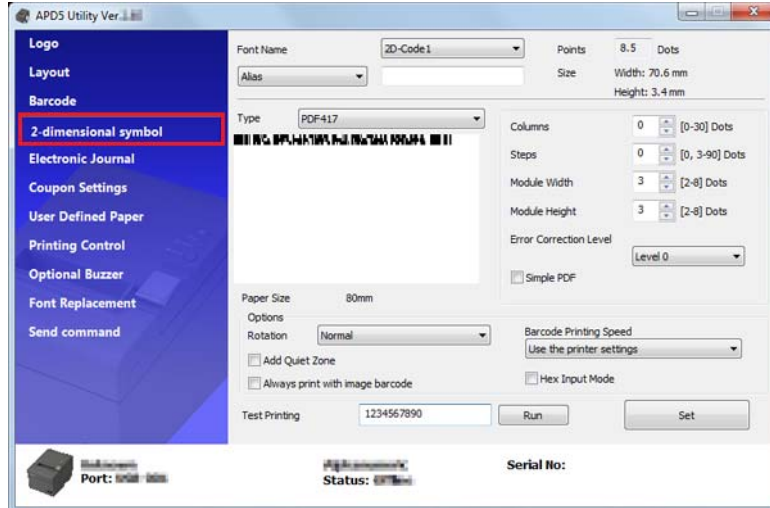 APD5 Utility Ver.
Logo
Layout
Barcode
2-dimensional symbol
Electronic Journal
Coupon Settings
User Defined Paper
Printing Control
Optional Buzzer
Font Replacement
Send command
Font Name 2D-Code1 Points 8.5 Dots
Alias Size Width: 70.6 mm
Height: 3.4 mm
Type PDF417
Columns 0 [0-30] Dots
Steps 0 [0, 3-90] Dots
Module Width 3 [2-8] Dots
Module Height 3 [2-8] Dots
Error Correction Level
Level 0
Simple PDF
Paper Size 80mm
Options
Rotation Normal
Add Quiet Zone
Always print with image barcode
Barcode Printing Speed
Use the printer settings
Hex Input Mode
Test Printing 1234567890 Run Set
Port:
Status:
Serial No: